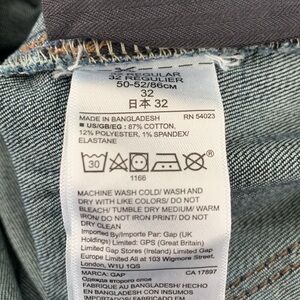 32 REGULAR
32 REGULIER
50-52/86CM
32
日本 32
MADE IN BANGLADESH RN 54023
■ US/GB/EG : 87% COTTON,
12% POLYESTER, 1% SPANDEX/
ELASTANE
30
1166
MACHINE WASH COLD/ WASH AND
DRY WITH LIKE COLORS/ DO NOT
BLEACH/ TUMBLE DRY MEDIUM/ WARM
IRON/ DO NOT IRON PRINT/ DO NOT
DRY CLEAN
Imported By/Importe Par: Gap (UK
Holdings) Limited: GPS (Great Britain)
Limited Gap Stores (Ireland) Limited Gap
Europe Limited All at 103 Wigmore Street,
London, W1U 1QS
MARCA: GAP CA 17897
Одежда второго слоя
FABRIQUE AU BANGLADESH/ HECHO
EN BANGLADESH CON INSUMOS